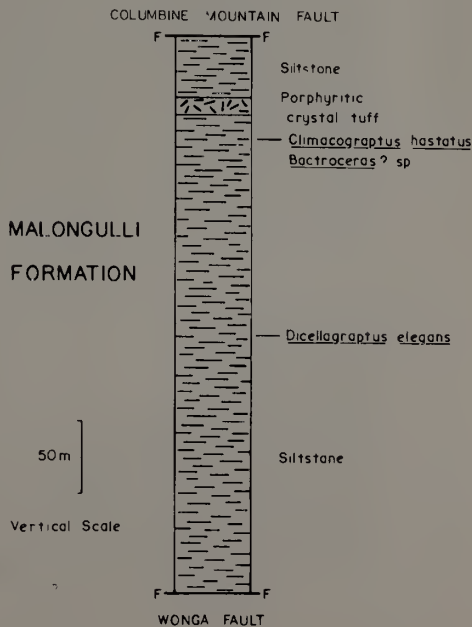 COLUMBINE MOUNTAIN FAULT
F F
Siltstone
Porphyritic
crystal tuff
Climacograptus hastatus
Bactroceras? sp
MALONGULLI
FORMATION
Dicellagraptus elegans
50m
Siltstane
Vertical Scale
F F
WONGA FAULT